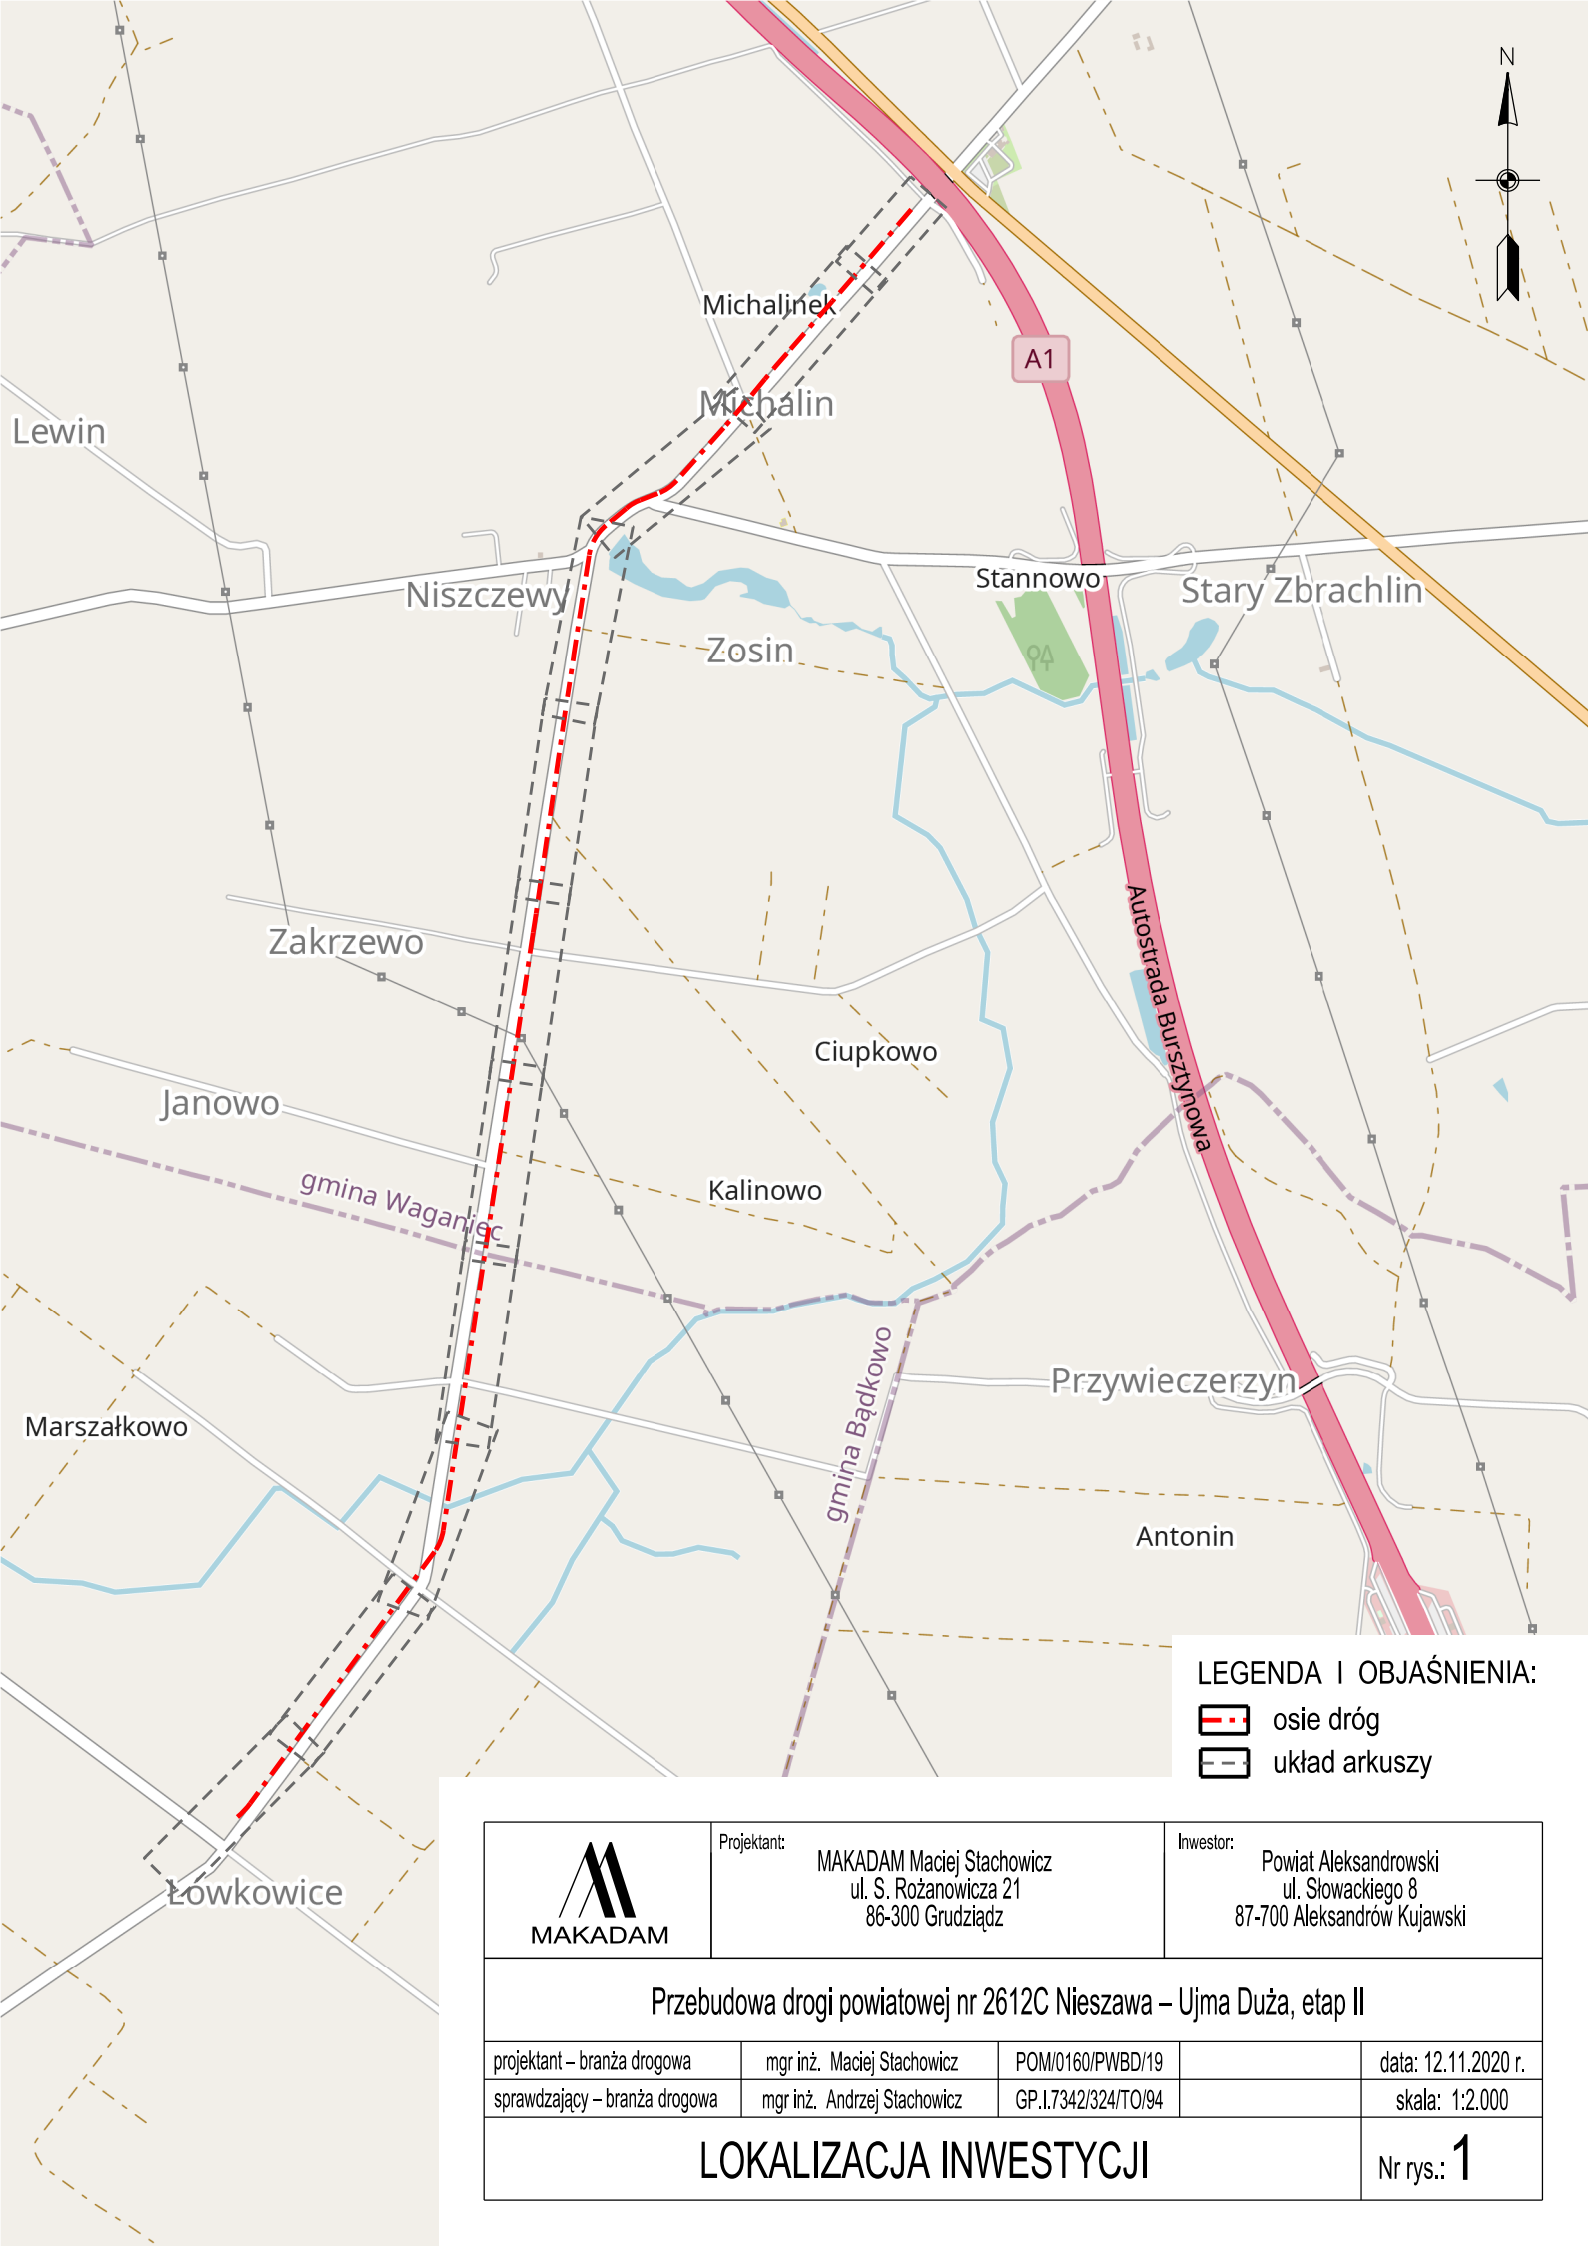 N
Michalinek
A1
Michalin
Lewin
Stannowo
Niszczewy
Stary Zbrachlin
Zosin
Zakrzewo
Autostrada Bursztynowa
Ciupkowo
Janowo
gmina Waganiec
Kalinowo
Przywieczerzyn
gmina Bądkowo
Marszałkowo
Antonin
LEGENDA I OBJAŚNIENIA:
osie dróg
układ arkuszy
Łowkowice
MAKADAM
Projektant:
MAKADAM Maciej Stachowicz
ul. S. Rożanowicza 21
86-300 Grudziądz
Inwestor:
Powiat Aleksandrowski
ul. Słowackiego 8
87-700 Aleksandrów Kujawski
Przebudowa drogi powiatowej nr 2612C Nieszawa – Ujma Duża, etap II
projektant – branża drogowa mgr inż. Maciej Stachowicz POM/0160/PWBD/19 data: 12.11.2020 r.
sprawdzający – branża drogowa mgr inż. Andrzej Stachowicz GP.I.7342/324/TO/94 skala: 1:2.000
LOKALIZACJA INWESTYCJI Nr rys.: 1